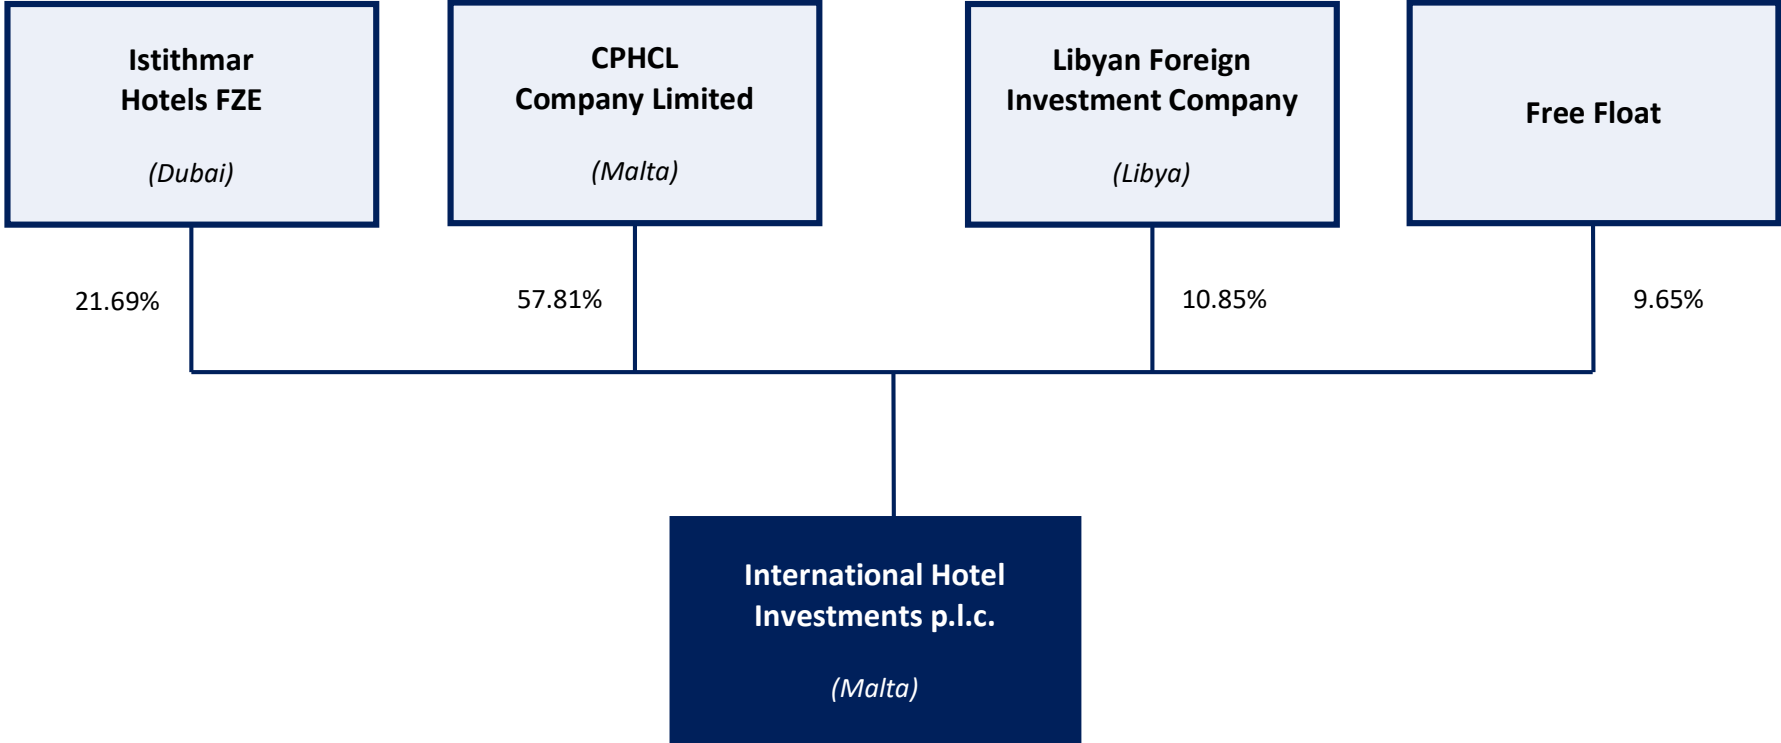 Istithmar
Hotels FZE
(Dubai)
CPHCL
Company Limited
(Malta)
Libyan Foreign
Investment Company
(Libya)
Free Float
21.69%
57.81%
10.85%
9.65%
International Hotel
Investments p.l.c.
(Malta)